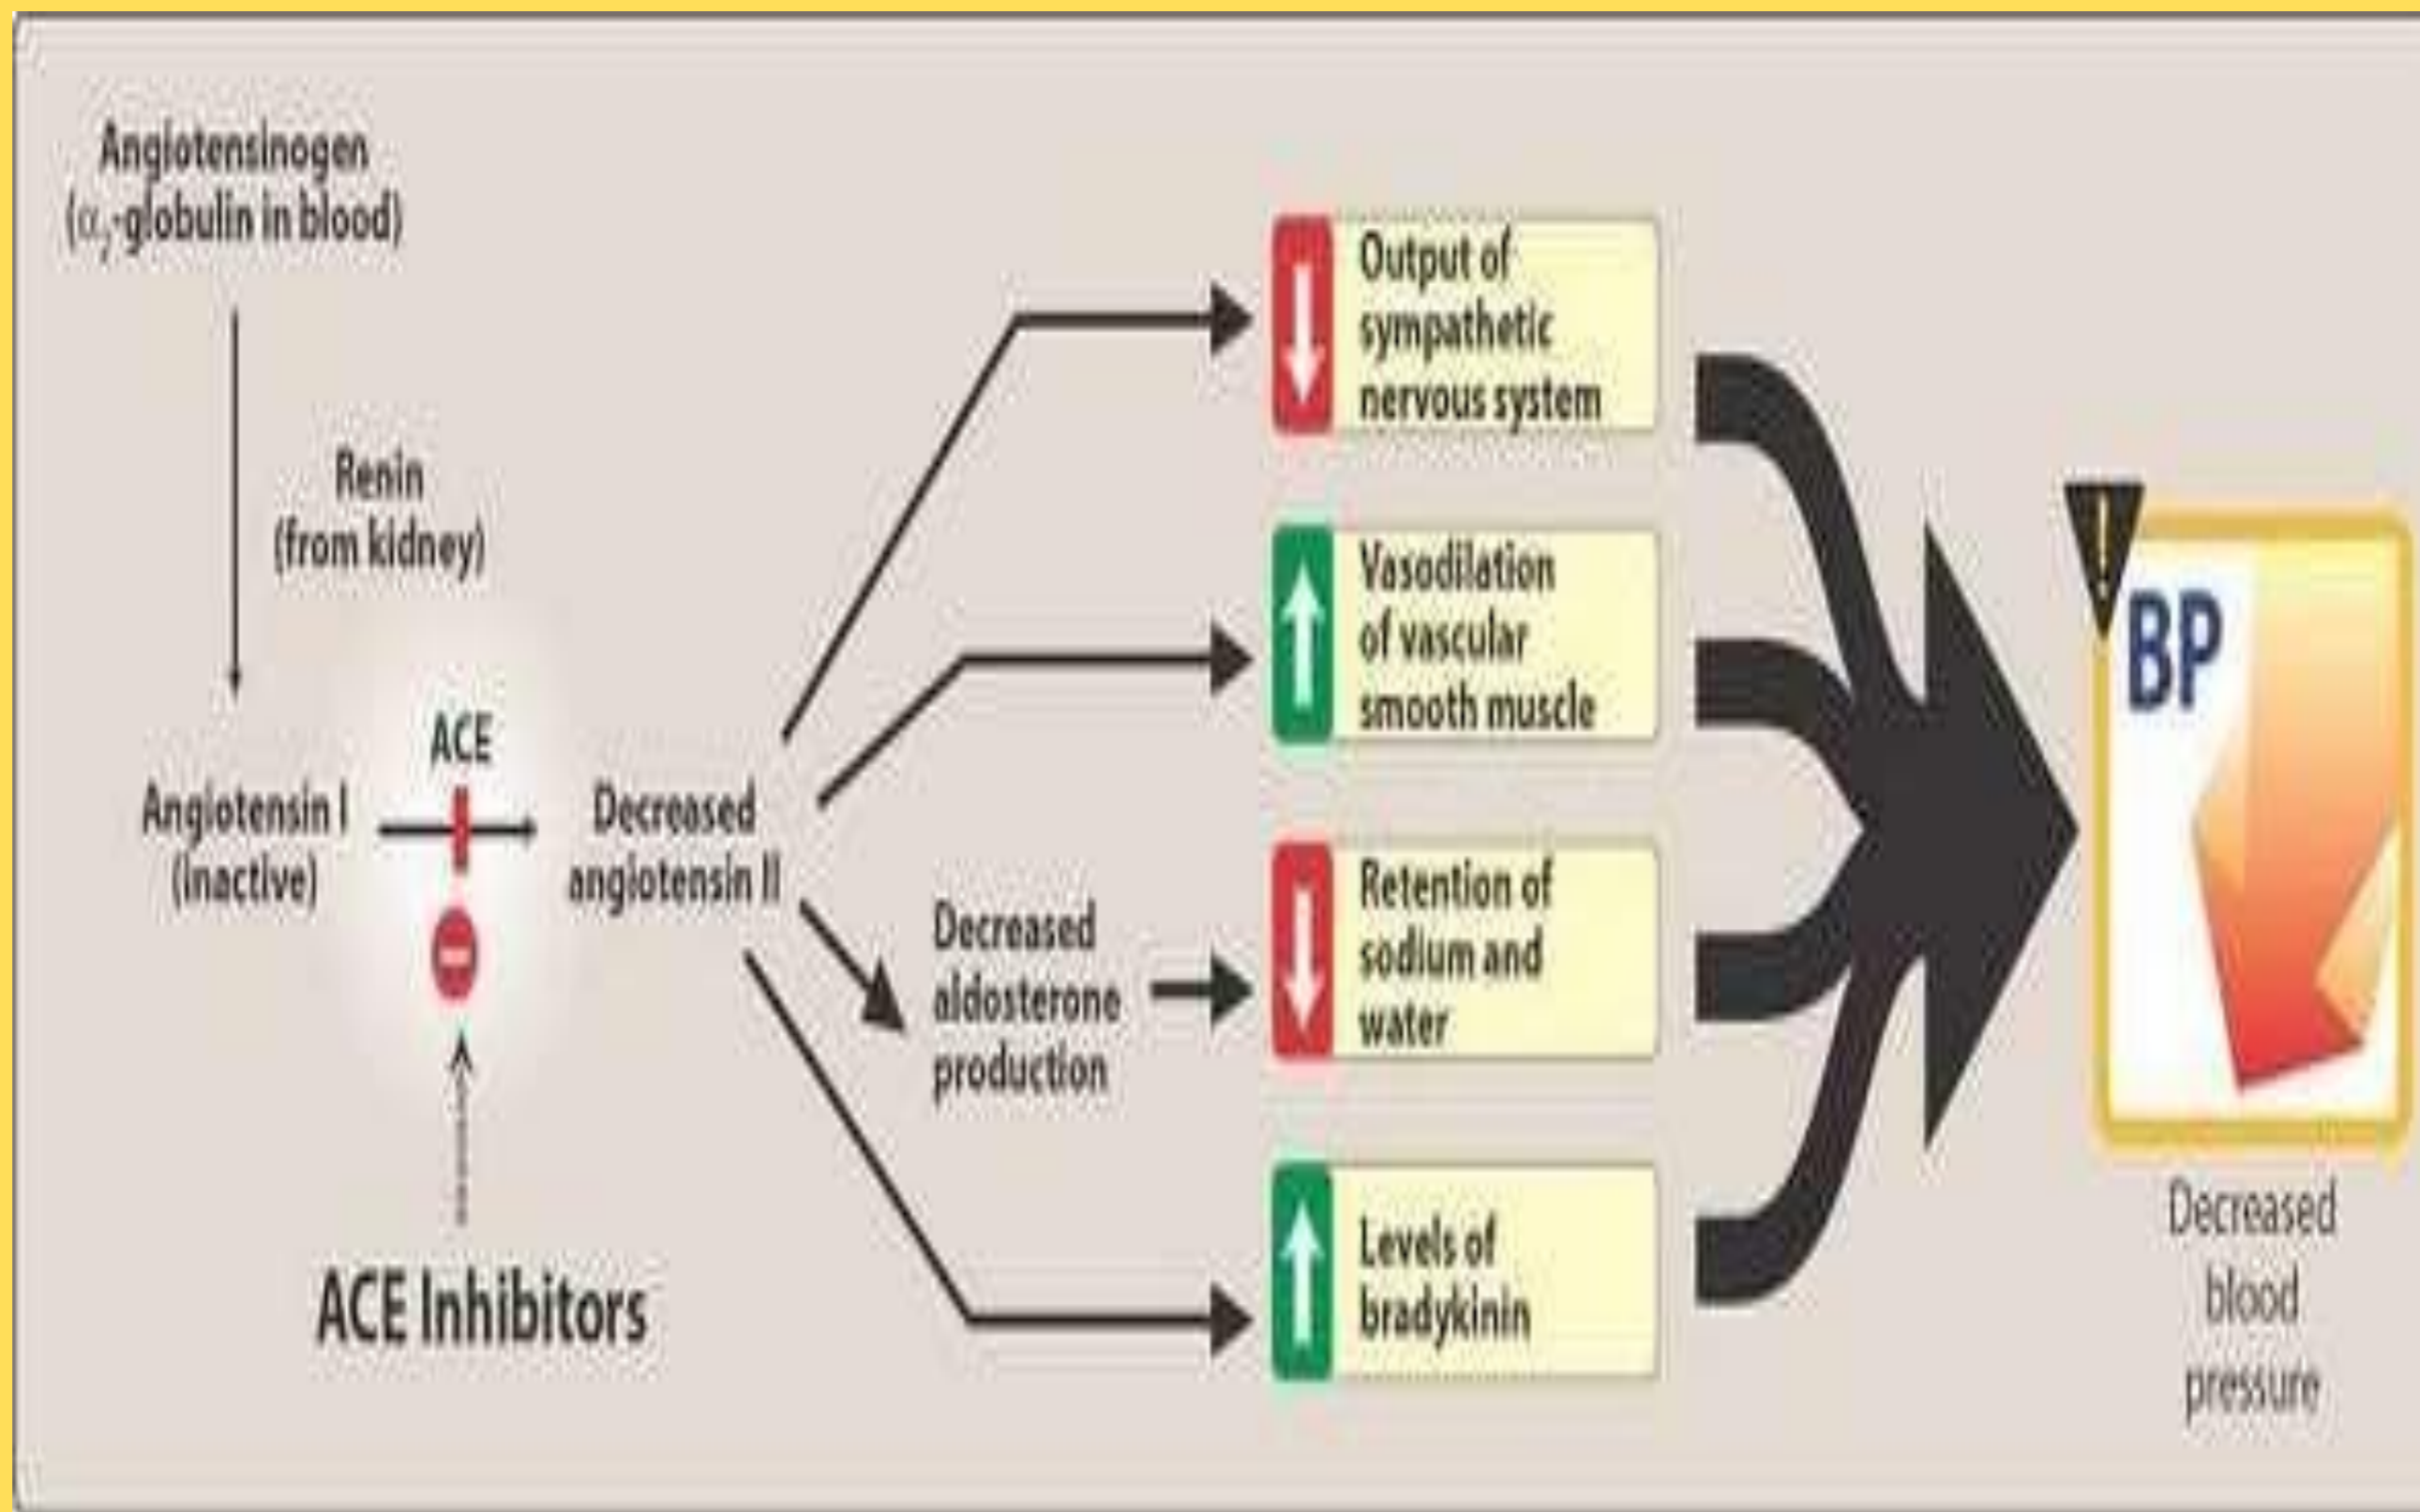 Angiotensinogen
(α₂-globulin in blood)
Renin
(from kidney)
ACE
Angiotensin I
(inactive)
Decreased
angiotensin II
ACE Inhibitors
Decreased
aldosterone
production
Output of
sympathetic
nervous system
Vasodilation
of vascular
smooth muscle
Retention of
sodium and
water
Levels of
bradykinin
!
BP
Decreased
blood
pressure